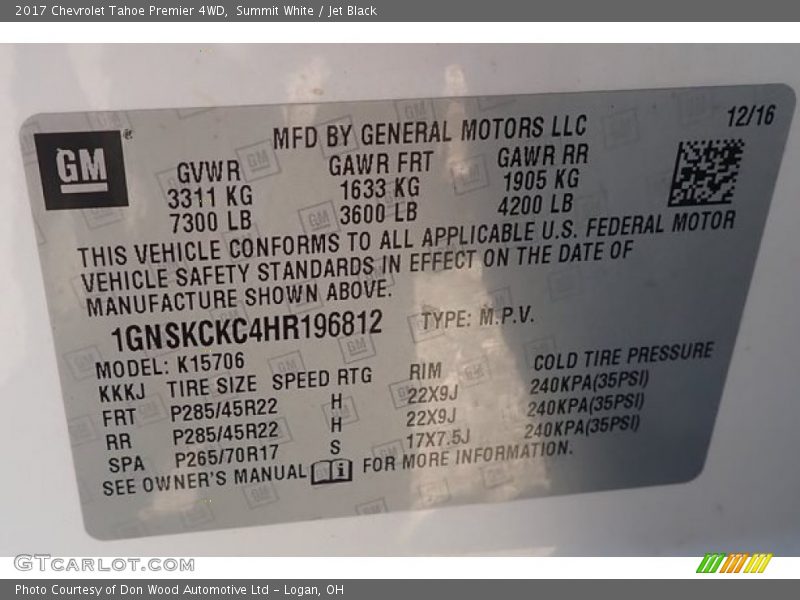 2017 Chevrolet Tahoe Premier 4WD, Summit White / Jet Black
12/16
GM ®
MFD BY GENERAL MOTORS LLC
GVWR GAWR FRT GAWR RR
3311 KG 1633 KG 1905 KG
7300 LB 3600 LB 4200 LB
THIS VEHICLE CONFORMS TO ALL APPLICABLE U.S. FEDERAL MOTOR
VEHICLE SAFETY STANDARDS IN EFFECT ON THE DATE OF
MANUFACTURE SHOWN ABOVE.
1GNSKCKC4HR196812 TYPE: M.P.V.
MODEL: K15706
KKKJ TIRE SIZE SPEED RTG RIM COLD TIRE PRESSURE
FRT P285/45R22 H 22X9J 240KPA(35PSI)
RR P285/45R22 H 22X9J 240KPA(35PSI)
SPA P265/70R17 S 17X7.5J 240KPA(35PSI)
SEE OWNER'S MANUAL i FOR MORE INFORMATION.
GTCARLOT.COM
Photo Courtesy of Don Wood Automotive Ltd - Logan, OH